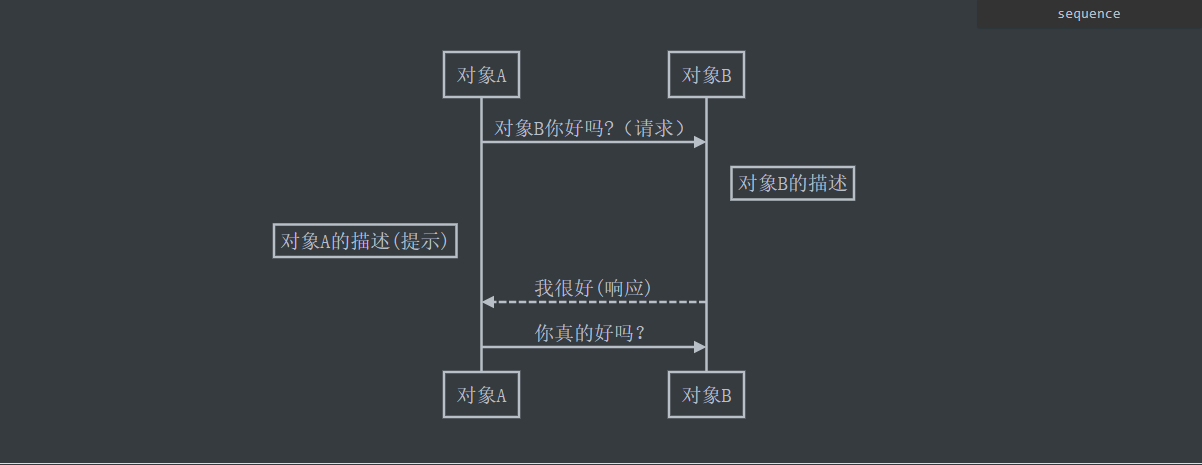 sequence
对象A
对象B
对象B你好吗?（请求）
对象B的描述
对象A的描述(提示)
我很好(响应)
你真的好吗？
对象A
对象B